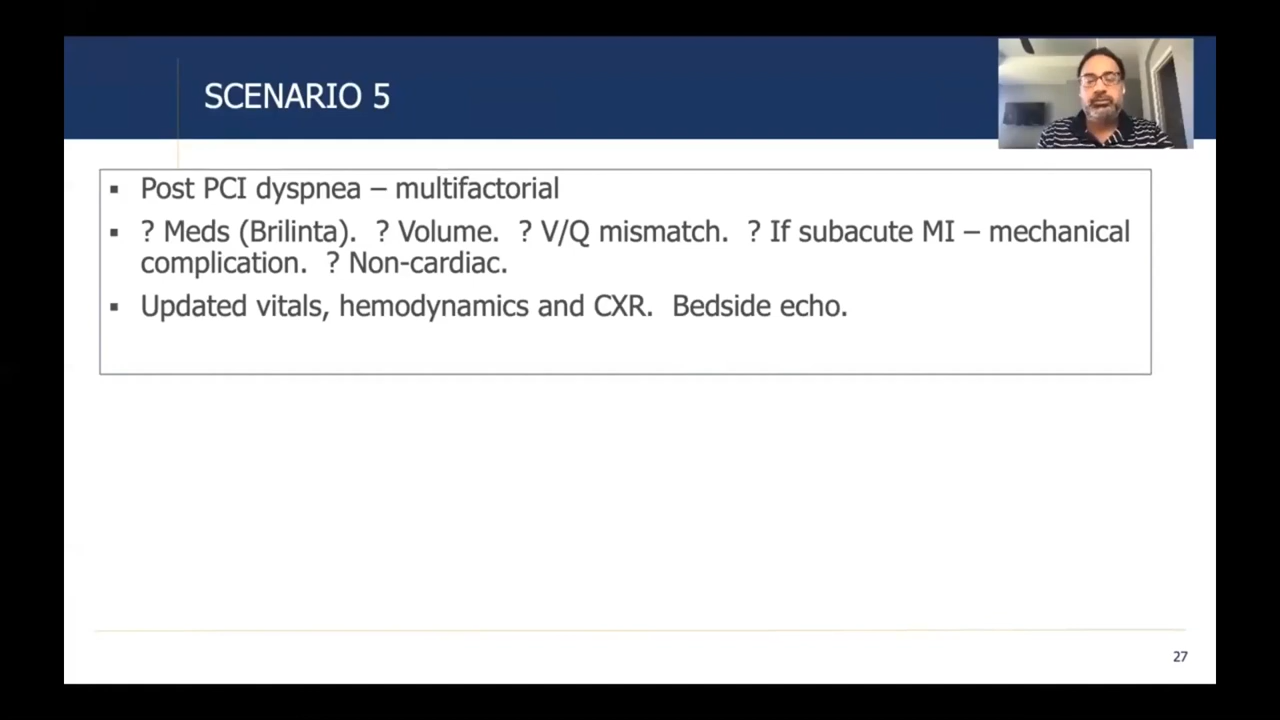 SCENARIO 5
▪ Post PCI dyspnea – multifactorial
▪ ? Meds (Brilinta).  ? Volume.  ? V/Q mismatch.  ? If subacute MI – mechanical
complication.  ? Non-cardiac.
▪ Updated vitals, hemodynamics and CXR.  Bedside echo.
27